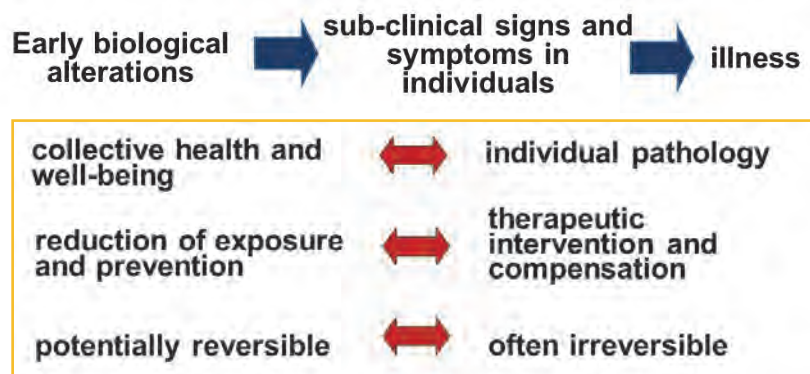 Early biological
alterations
sub-clinical signs and
symptoms in
individuals
illness
collective health and
well-being
individual pathology
reduction of exposure
and prevention
therapeutic
intervention and
compensation
potentially reversible
often irreversible